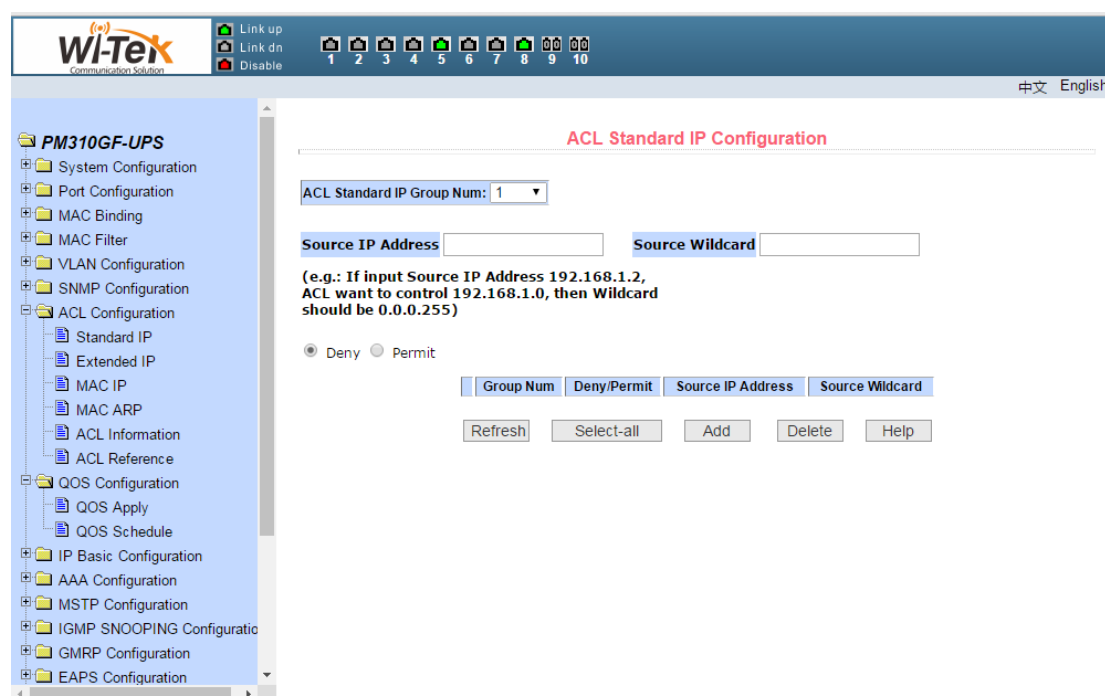 Wi-Tek
Communication Solution
Link up
Link dn
Disable
1 2 3 4 5 6 7 8 9 10
中文 English
PM310GF-UPS
System Configuration
Port Configuration
MAC Binding
MAC Filter
VLAN Configuration
SNMP Configuration
ACL Configuration
Standard IP
Extended IP
MAC IP
MAC ARP
ACL Information
ACL Reference
QOS Configuration
QOS Apply
QOS Schedule
IP Basic Configuration
AAA Configuration
MSTP Configuration
IGMP SNOOPING Configuratio
GMRP Configuration
EAPS Configuration
ACL Standard IP Configuration
ACL Standard IP Group Num: 1
Source IP Address Source Wildcard
(e.g.: If input Source IP Address 192.168.1.2,
ACL want to control 192.168.1.0, then Wildcard
should be 0.0.0.255)
Deny Permit
Group Num Deny/Permit Source IP Address Source Wildcard
Refresh Select-all Add Delete Help